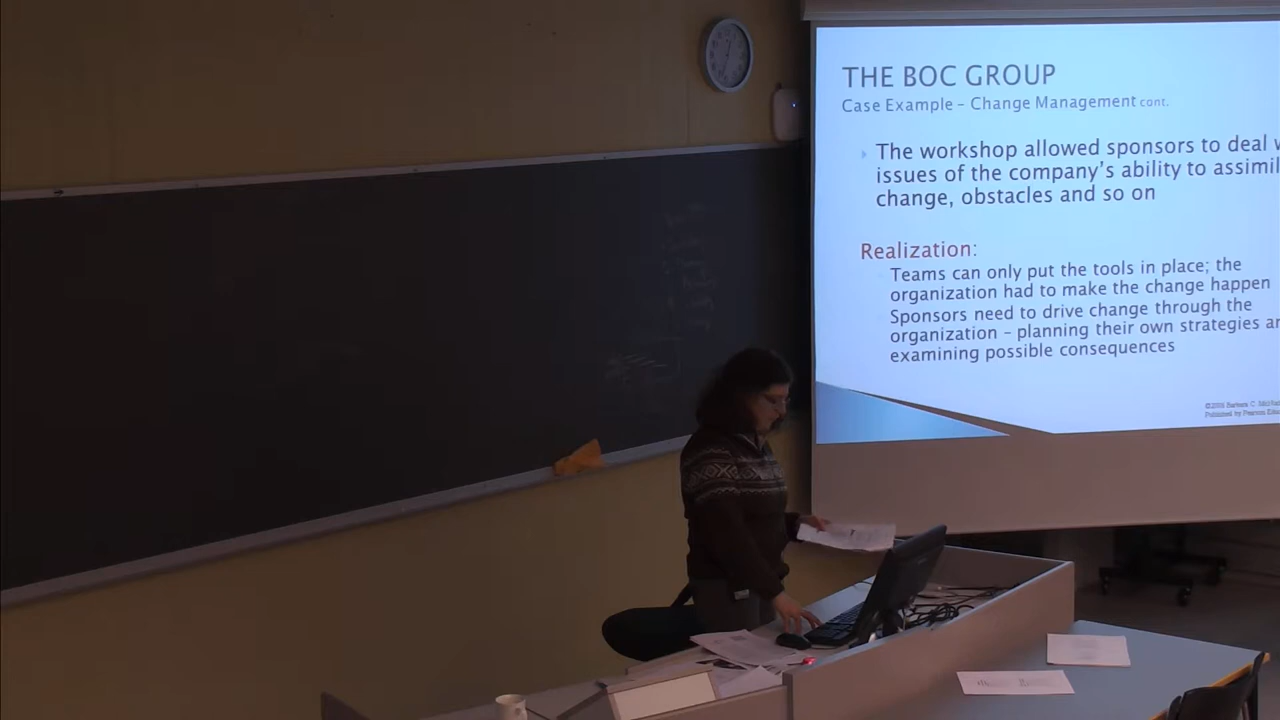 THE BOC GROUP
Case Example – Change Management cont.
The workshop allowed sponsors to deal
issues of the company's ability to assimil
change, obstacles and so on
Realization:
Teams can only put the tools in place; the
organization had to make the change happen
Sponsors need to drive change through the
organization – planning their own strategies
examining possible consequences
Published by Pearson